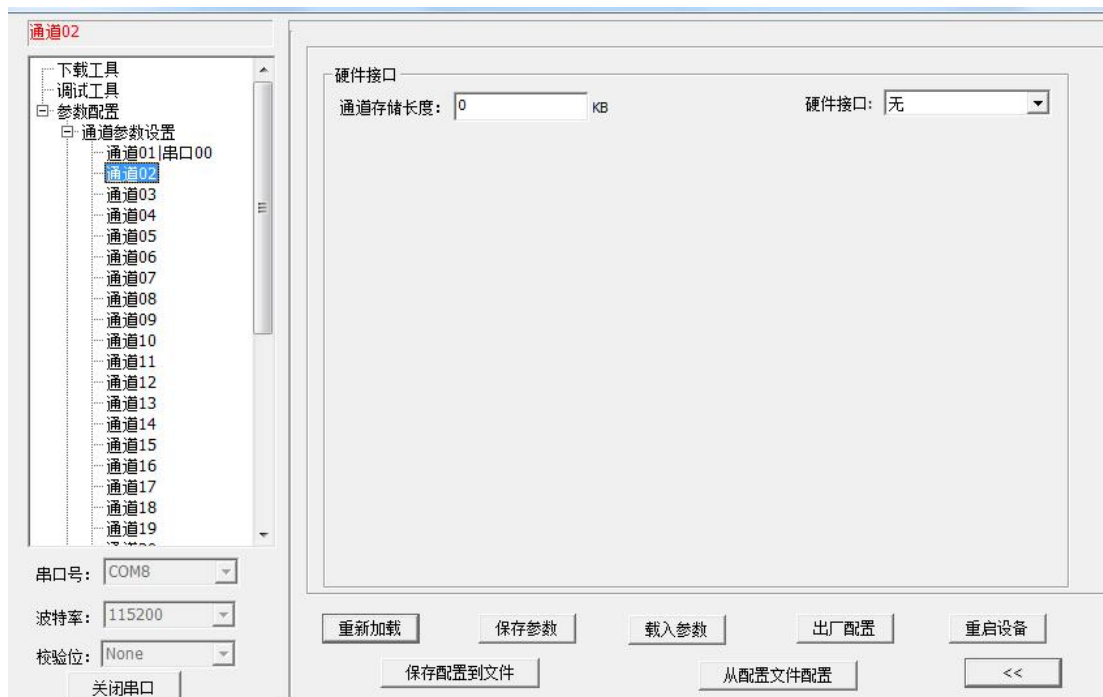 通道02
下载工具
调试工具
参数配置
通道参数设置
通道01|串口00
通道02
通道03
通道04
通道05
通道06
通道07
通道08
通道09
通道10
通道11
通道12
通道13
通道14
通道15
通道16
通道17
通道18
通道19
串口号: COM8
波特率: 115200
校验位: None
关闭串口
硬件接口
通道存储长度: 0 KB 硬件接口: 无
重新加载 保存参数 载入参数 出厂配置 重启设备
保存配置到文件 从配置文件配置 <<